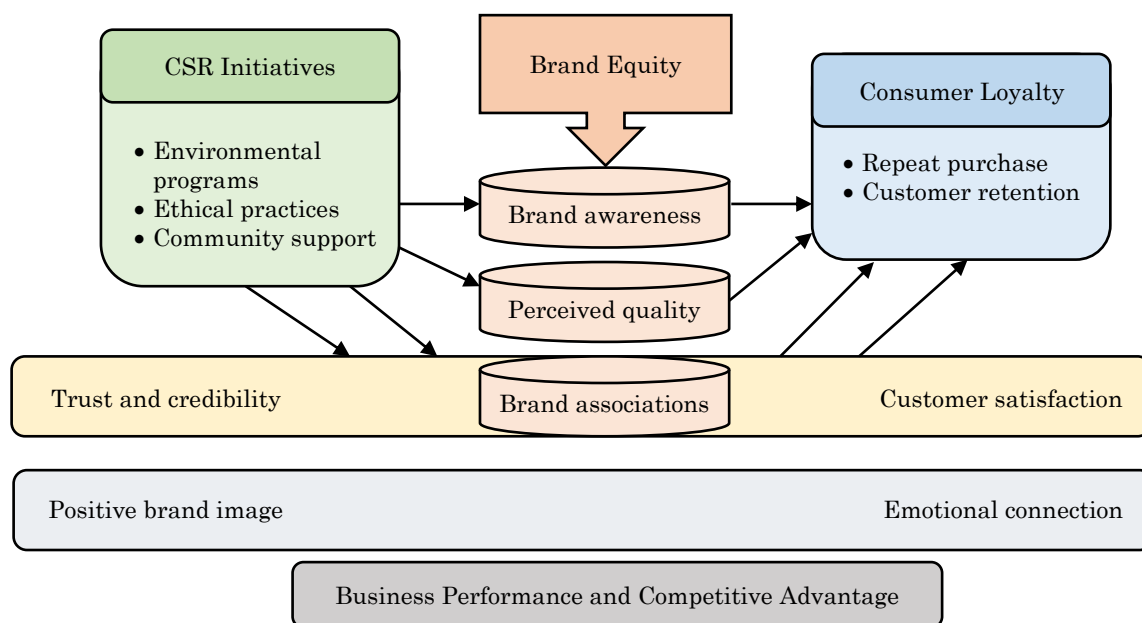 CSR Initiatives
• Environmental
programs
• Ethical practices
• Community support
Brand Equity
Brand awareness
Perceived quality
Brand associations
Consumer Loyalty
• Repeat purchase
• Customer retention
Trust and credibility
Customer satisfaction
Positive brand image
Emotional connection
Business Performance and Competitive Advantage